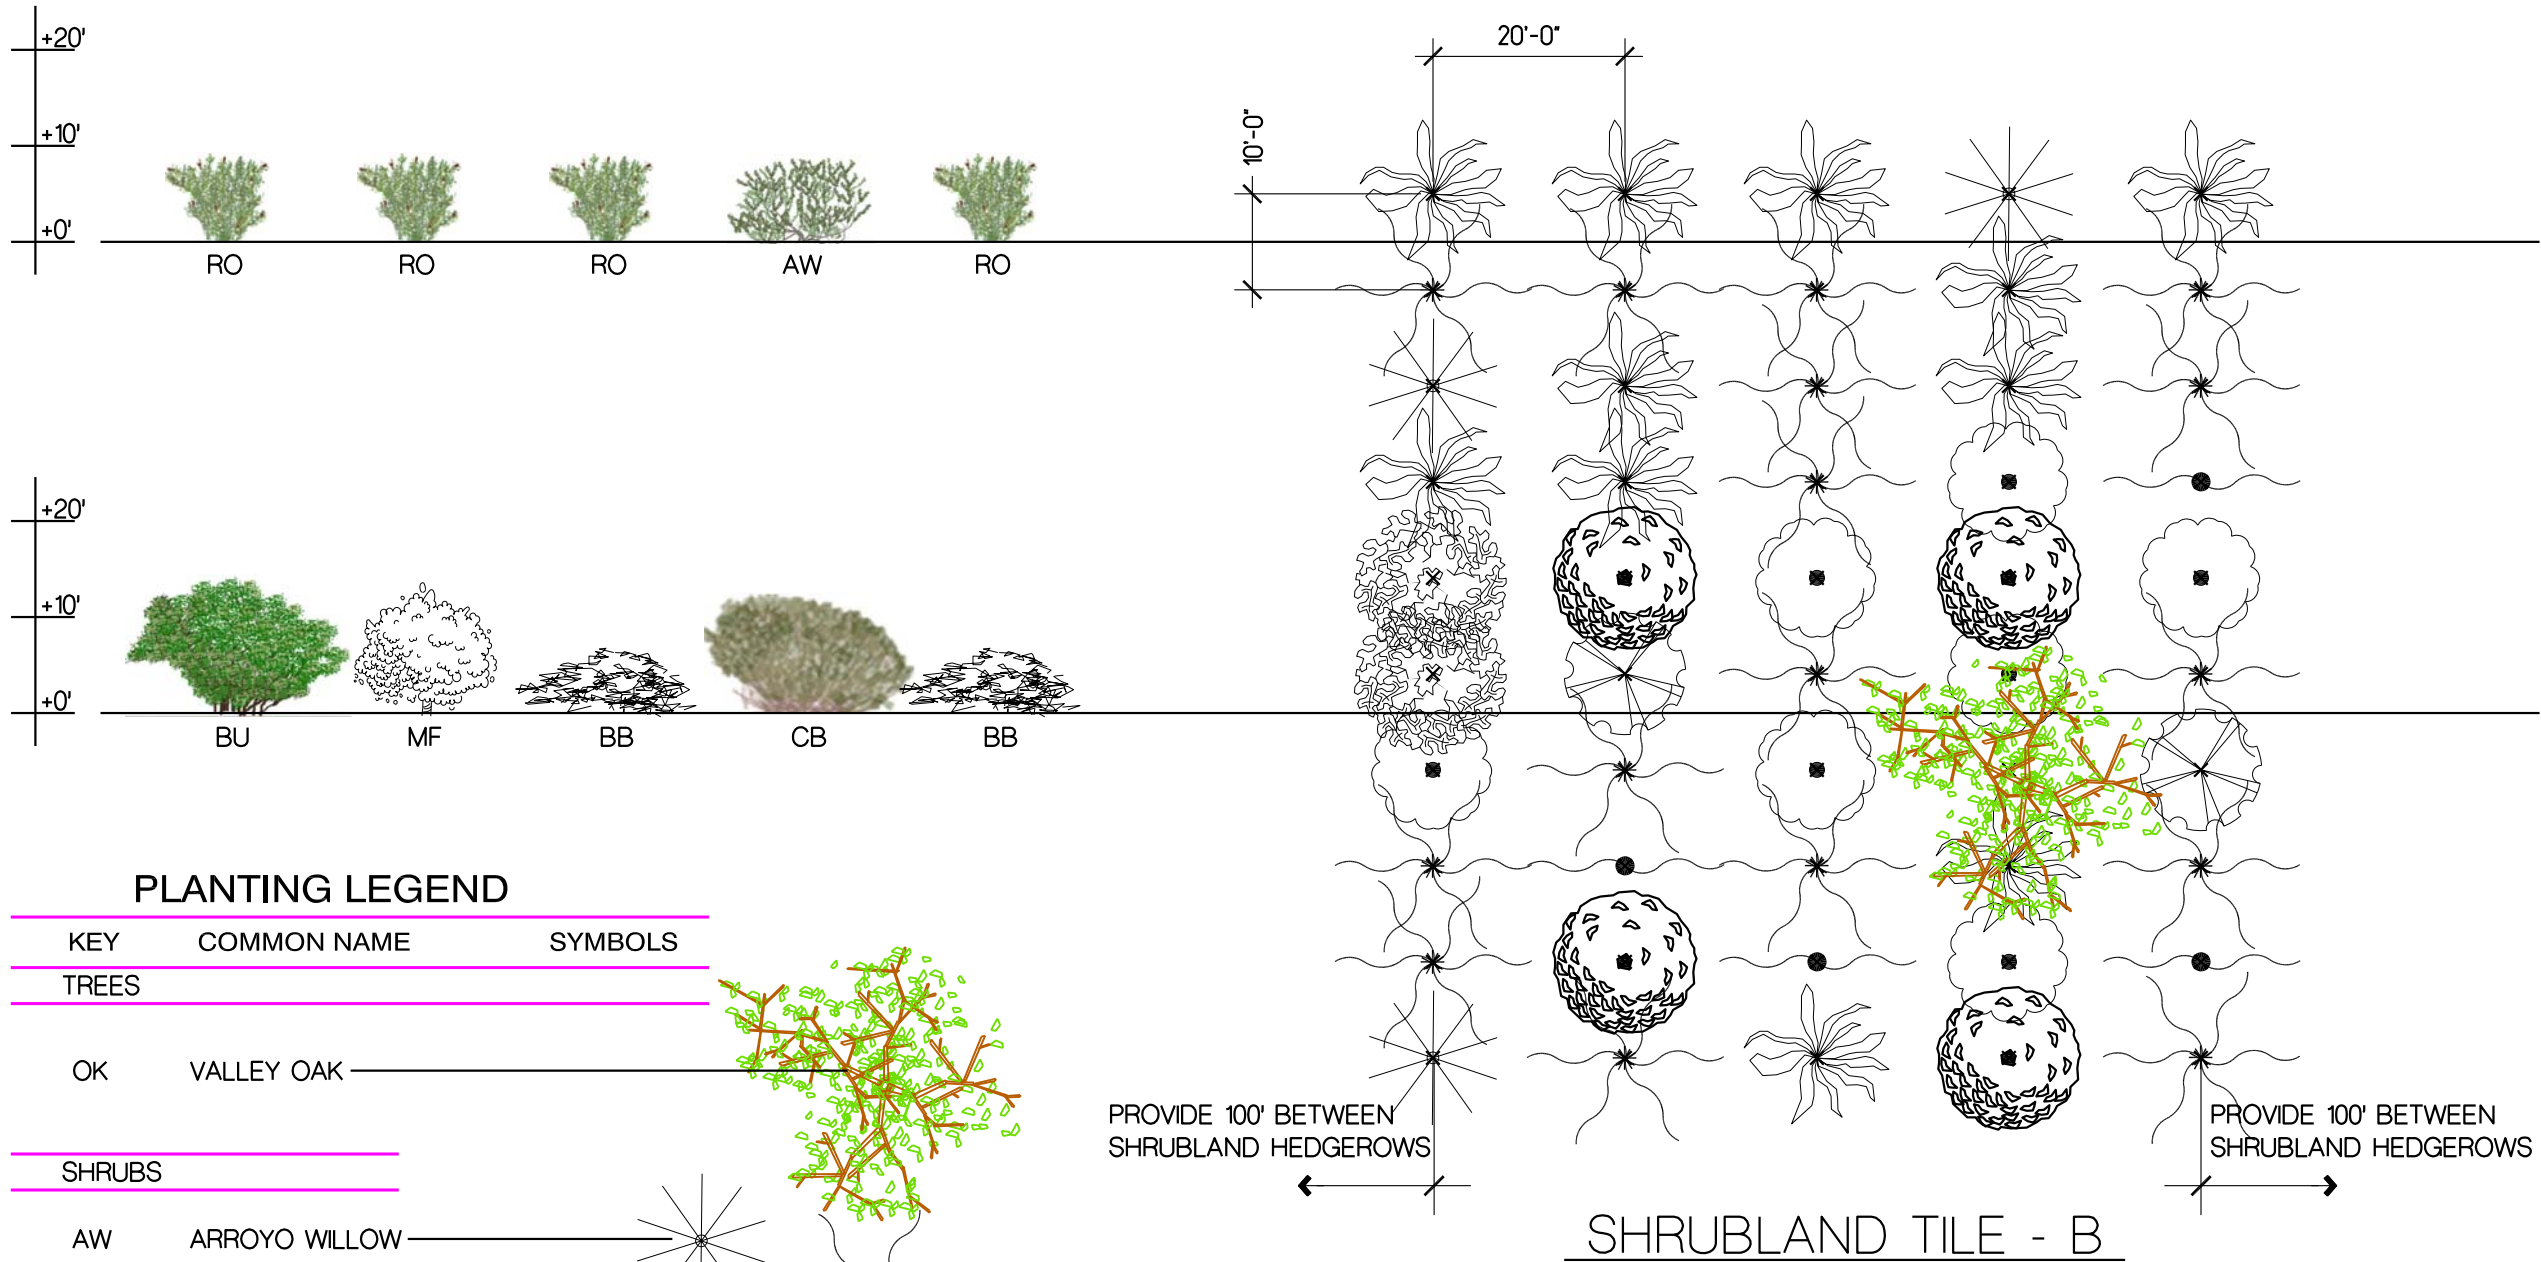 +20'
+10'
+0'
RO RO RO AW RO
+20'
+10'
+0'
BU MF BB CB BB
PLANTING LEGEND
KEY COMMON NAME SYMBOLS
TREES
OK VALLEY OAK
SHRUBS
AW ARROYO WILLOW
20'-0"
10'-0"
PROVIDE 100' BETWEEN
SHRUBLAND HEDGEROWS
PROVIDE 100' BETWEEN
SHRUBLAND HEDGEROWS
SHRUBLAND TILE - B